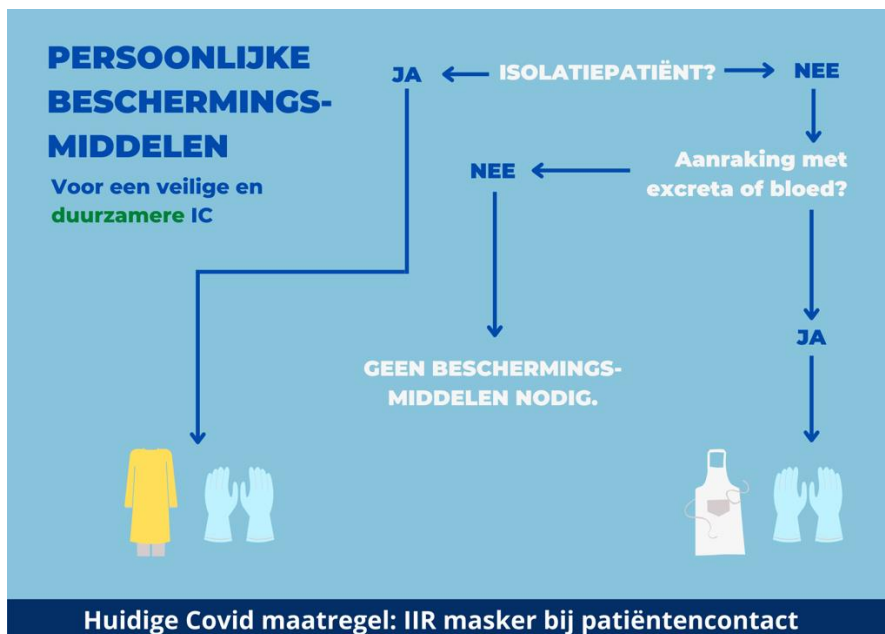 PERSOONLIJKE
BESCHERMINGS-
MIDDELEN
Voor een veilige en
duurzamere IC
JA
ISOLATIEPATIËNT?
NEE
Aanraking met
excreta of bloed?
NEE
JA
GEEN BESCHERMINGS-
MIDDELEN NODIG.
Huidige Covid maatregel: IIR masker bij patiëntencontact